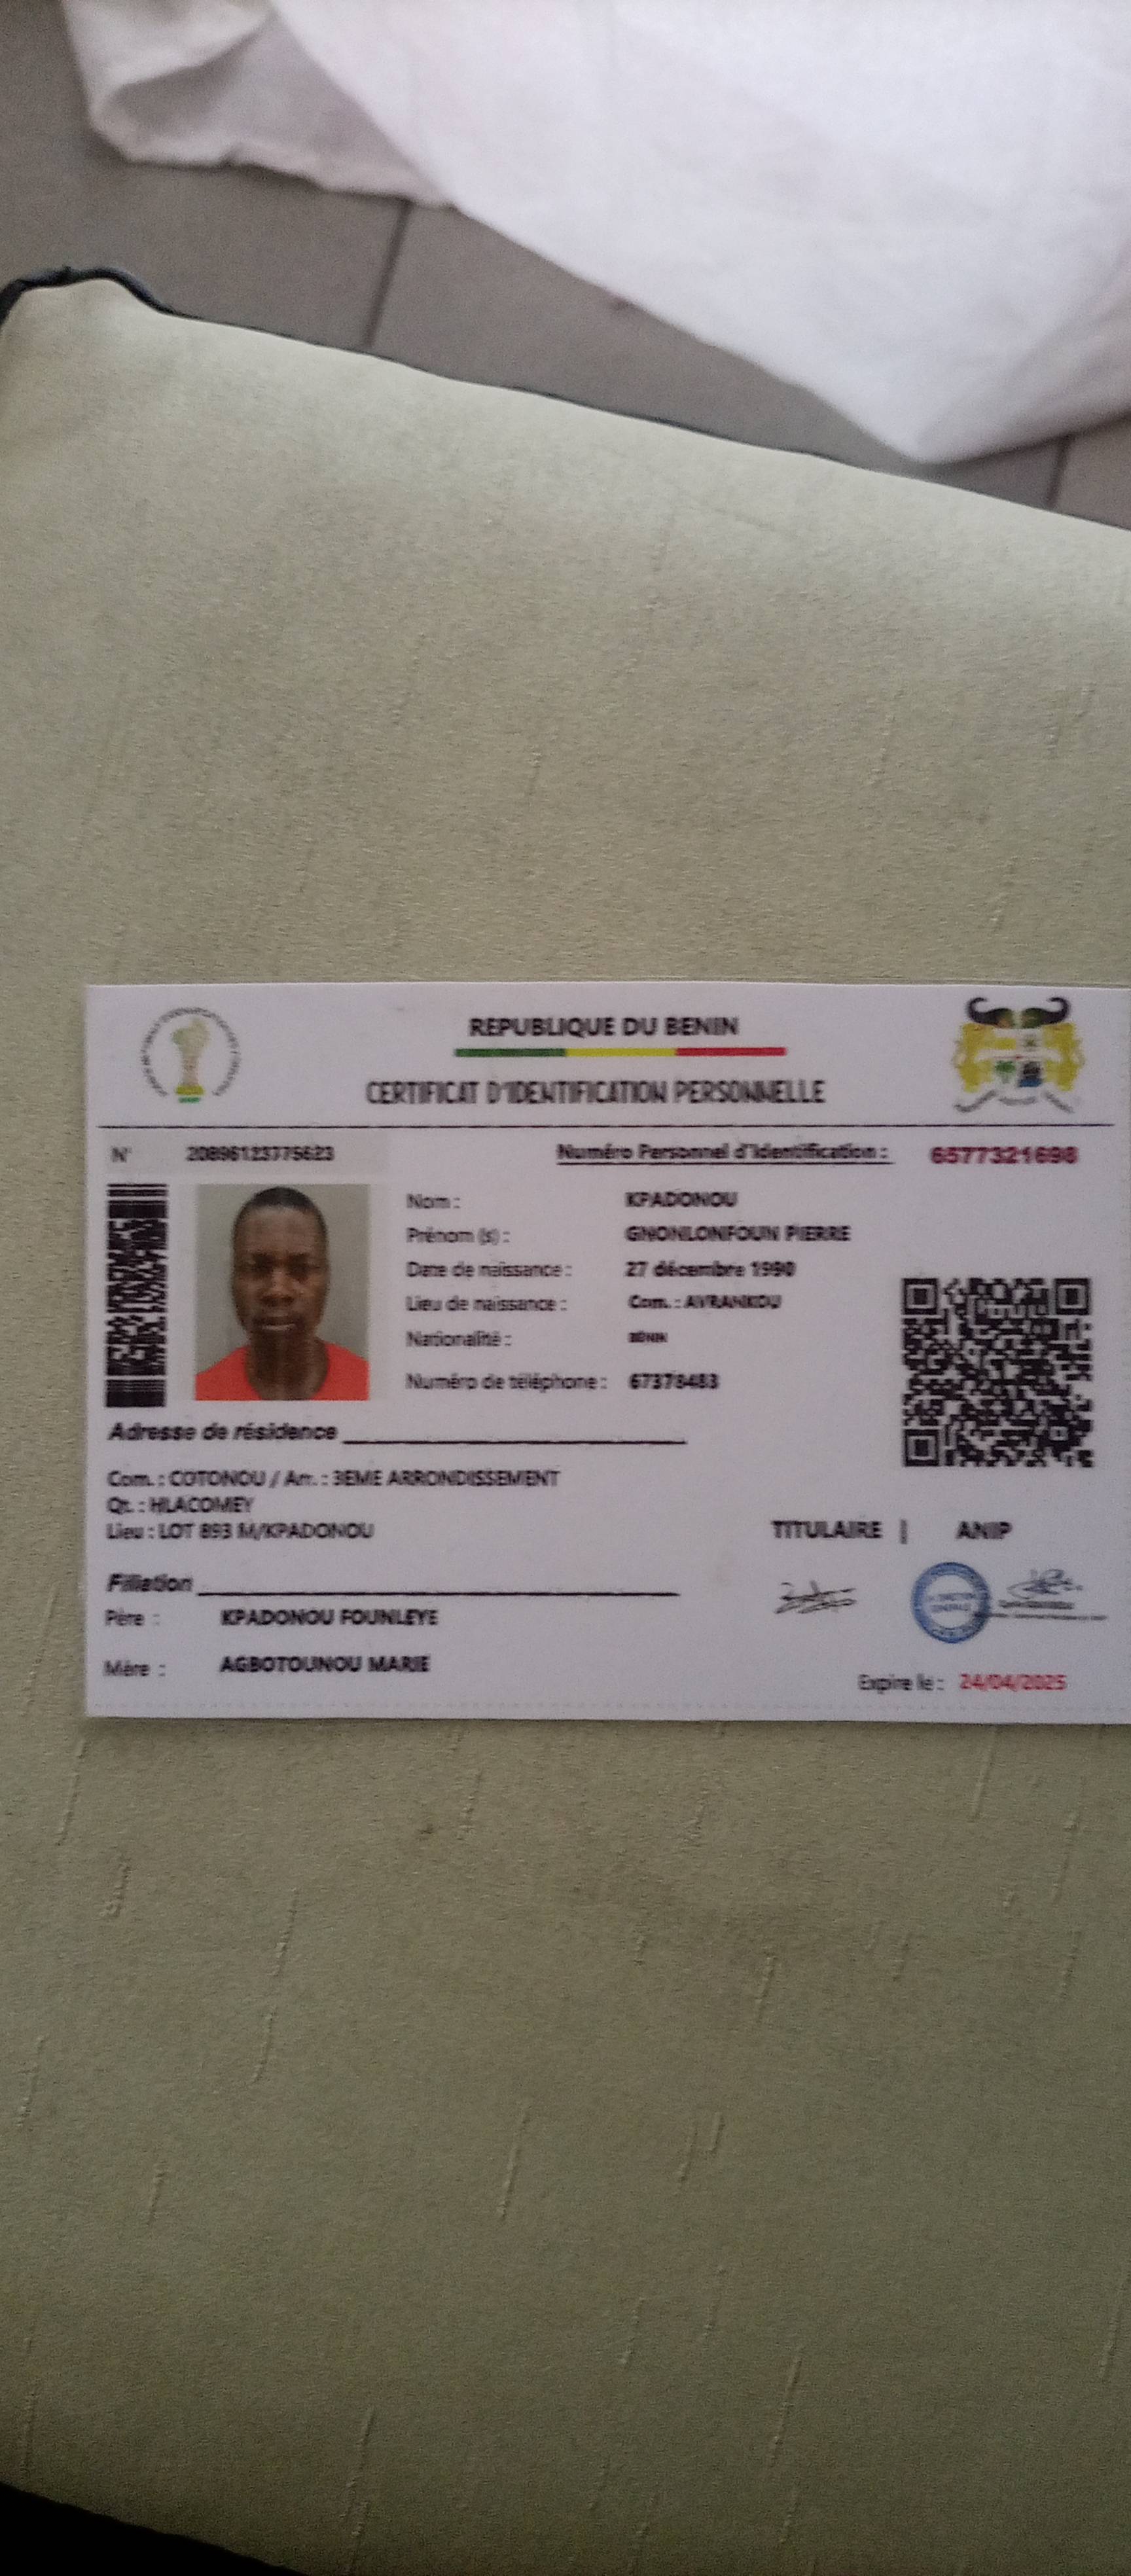 REPUBLIQUE DU BENIN
CERTIFICAT D'IDENTIFICATION PERSONNELLE
N° 20896123775623 Numéro Personnel d'Identification : 6577321698
Nom : KPADONOU
Prénom (s) : GNONLONFOUN PIERRE
Date de naissance : 27 décembre 1990
Lieu de naissance : Com. : AVRANKOU
Nationalité : BÉNIN
Numéro de téléphone : 67378483
Adresse de résidence
Com. : COTONOU / Arr. : 3EME ARRONDISSEMENT
Qt. : HLACOMEY
Lieu : LOT 893 M/KPADONOU
TITULAIRE | ANIP
Filiation
Père : KPADONOU FOUNLEYE
Mère : AGBOTOUNOU MARIE
Expire le : 24/04/2025